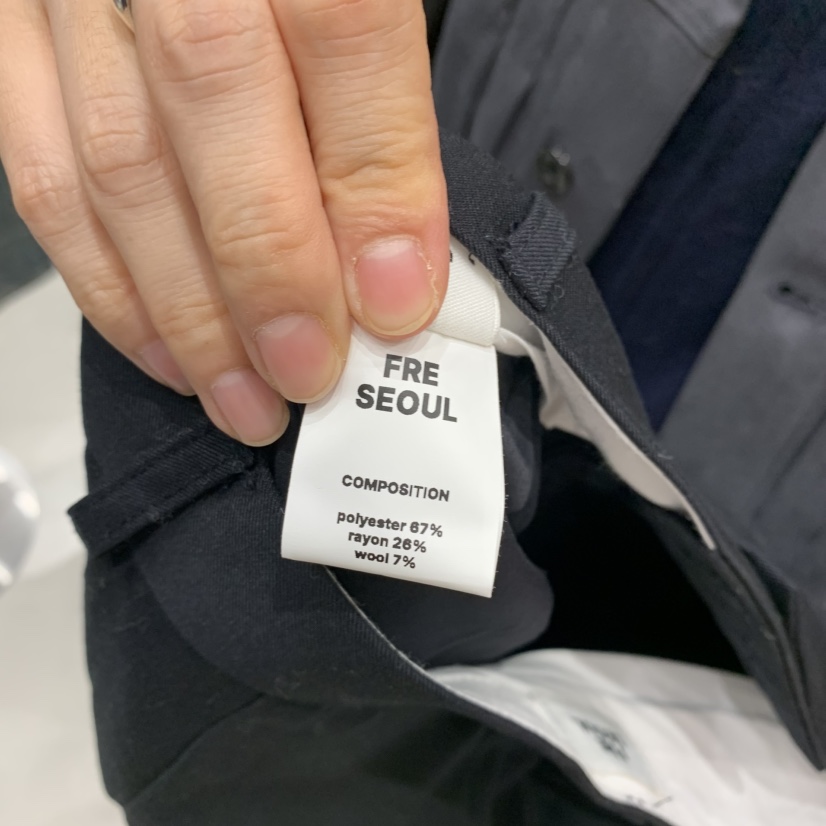 FRE
SEOUL
COMPOSITION
polyester 67%
rayon 26%
wool 7%